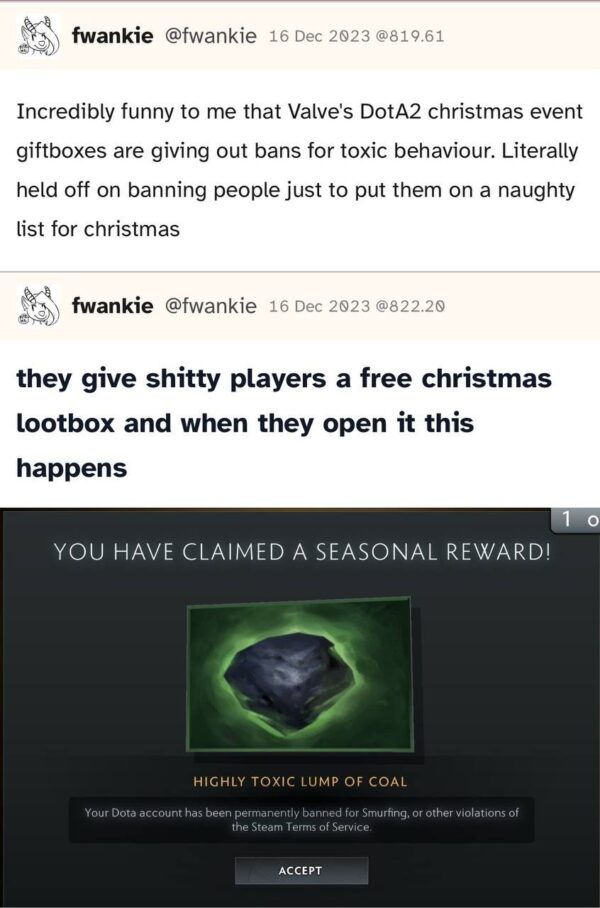 fwankie @fwankie 16 Dec 2023 @819.61
Incredibly funny to me that Valve's DotA2 christmas event
giftboxes are giving out bans for toxic behaviour. Literally
held off on banning people just to put them on a naughty
list for christmas
fwankie @fwankie 16 Dec 2023 @822.20
they give shitty players a free christmas
lootbox and when they open it this
happens
1 o
YOU HAVE CLAIMED A SEASONAL REWARD!
HIGHLY TOXIC LUMP OF COAL
Your Dota account has been permanently banned for Smurfing, or other violations of
the Steam Terms of Service.
ACCEPT